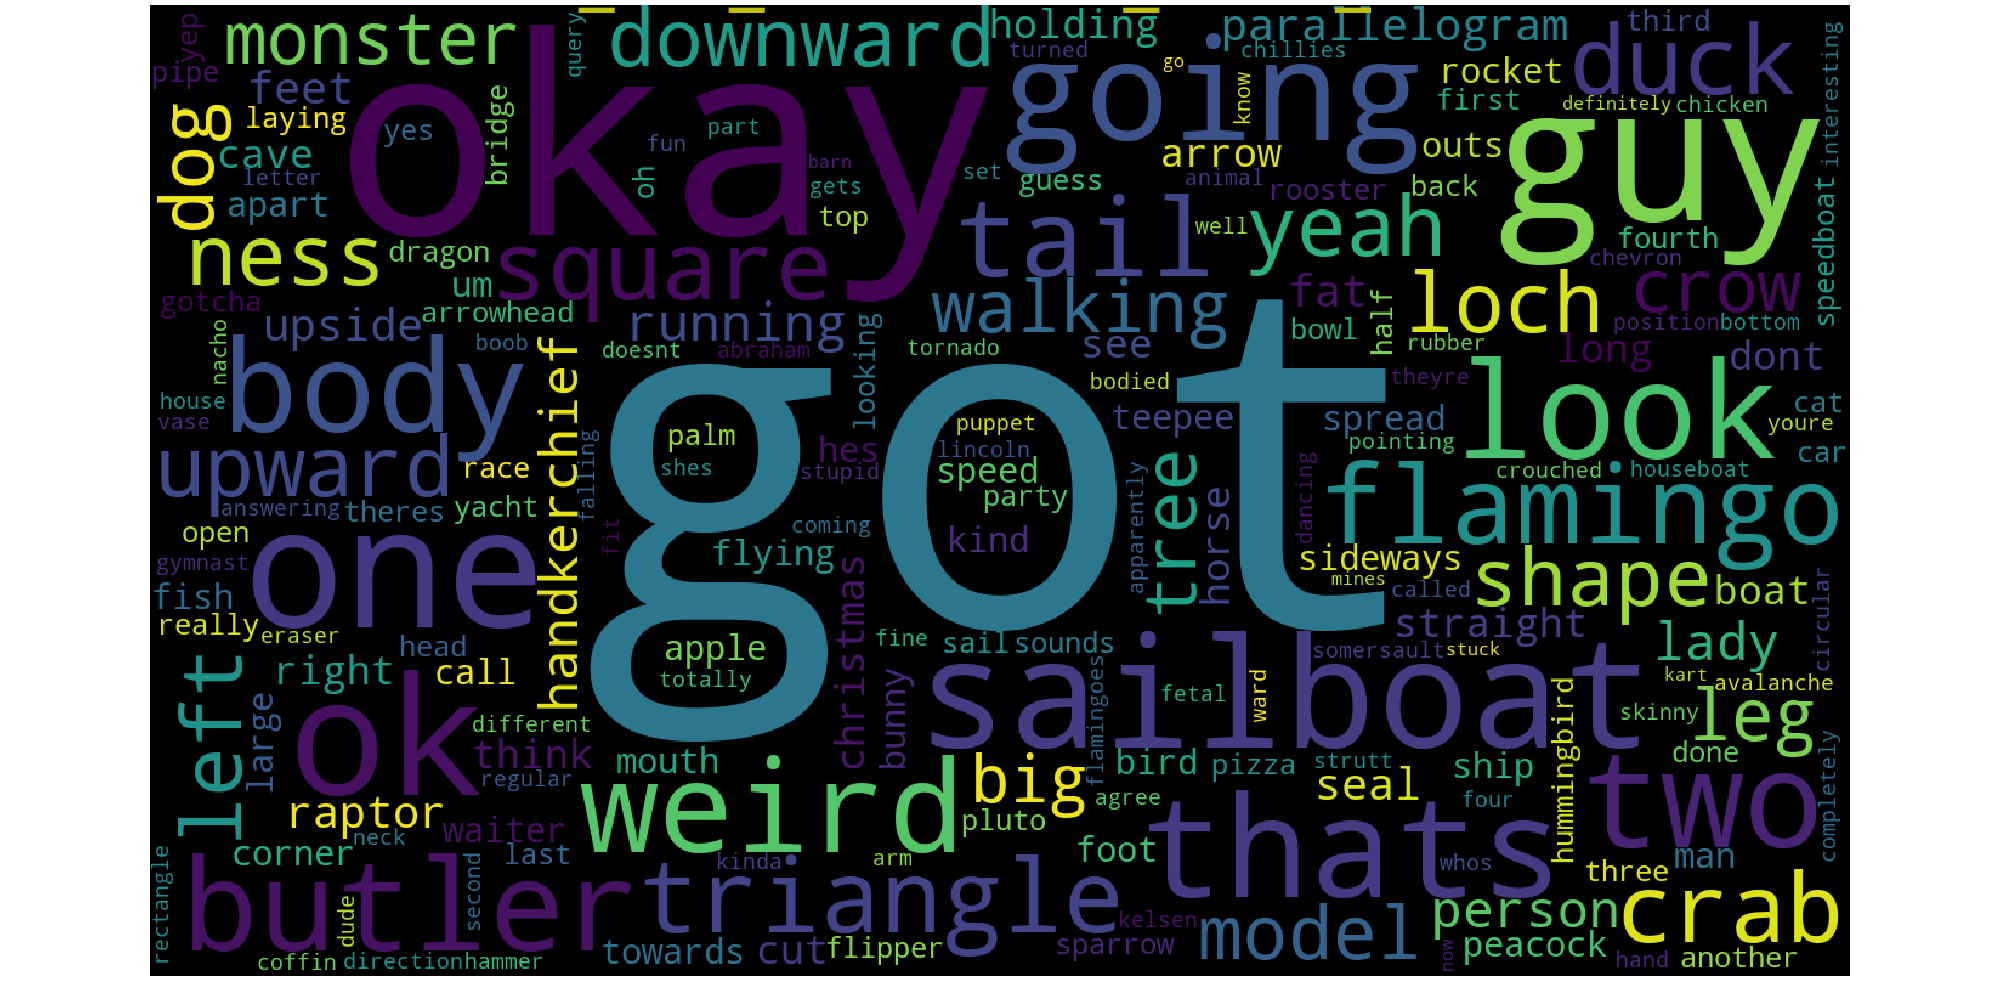 got
okay
guy
going
sailboat
thats
butler
one
ok
weird
two
body
look
flamingo
triangle
downward
duck
square
tail
crab
upward
shape
model
yeah
loch
ness
monster
dog
left
walking
handkerchief
tree
big
leg
crow
running
person
parallelogram
holding
feet
cave
apart
laying
yes
pipe
yep
query
bridge
letter
upside
um
arrowhead
dragon
gotcha
nacho
boob
house
vase
race
yacht
theres
answering
open
gymnast
fish
really
eraser
head
right
call
large
different
think
regular
raptor
neck
waiter
corner
last
second
dude
rectangle
coffin
direction
hammer
towards
cut
flipper
kinda
arm
mouth
christmas
bunny
pluto
foot
bird
pizza
agree
flamingoes
ward
fetal
strutt
seal
ship
four
whos
hummingbird
three
man
another
hand
peacock
now
sparrow
kelsen
completely
done
skinny
avalanche
kart
lady
circular
stuck
somersault
straight
boat
called
mines
sideways
dancing
horse
apparently
teepee
bodied
see
spread
pointing
crouched
houseboat
car
youre
cat
dont
long
rubber
position
bottom
half
bowl
theyre
fat
chevron
fourth
speedboat
interesting
third
rocket
first
definitely
chicken
outs
back
arrow
animal
rooster
well
guess
set
know
chillies
go
turned
part
fun
oh
barn
gets
top
looking
doesnt
abraham
tornado
puppet
lincoln
speed
party
kind
palm
shes
hes
stupid
falling
coming
flying
fit
apple
totally
fine
sail
sounds